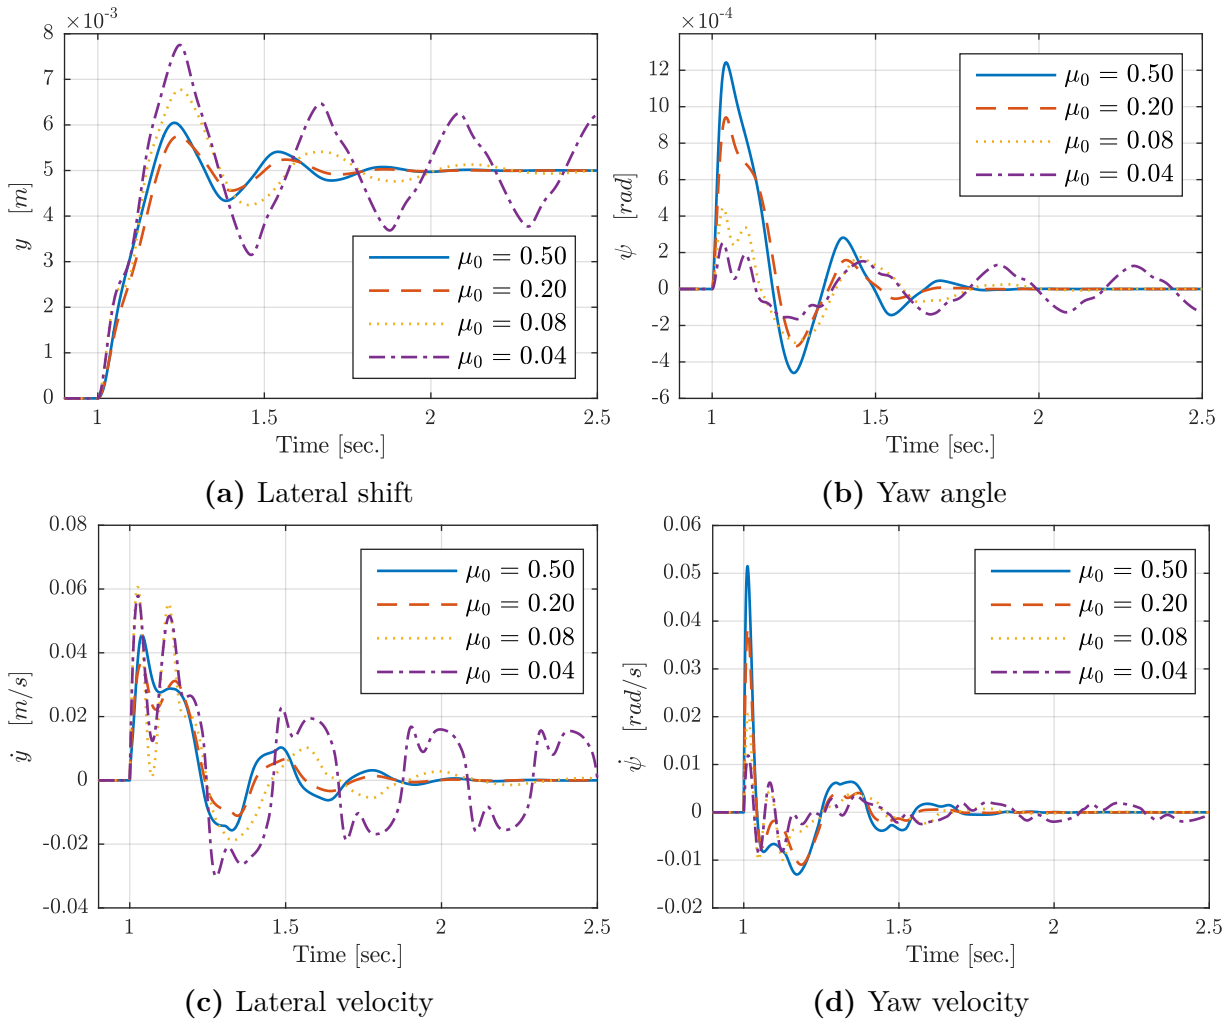 ×10⁻³
8
7
6
5
4
3
2
1
0
y [m]
μ₀ = 0.50
μ₀ = 0.20
μ₀ = 0.08
μ₀ = 0.04
1 1.5 2 2.5
Time [sec.]
(a) Lateral shift
×10⁻⁴
12
10
8
6
4
2
0
-2
-4
-6
ψ [rad]
μ₀ = 0.50
μ₀ = 0.20
μ₀ = 0.08
μ₀ = 0.04
1 1.5 2 2.5
Time [sec.]
(b) Yaw angle
0.08
0.06
0.04
0.02
0
-0.02
-0.04
ẏ [m/s]
μ₀ = 0.50
μ₀ = 0.20
μ₀ = 0.08
μ₀ = 0.04
1 1.5 2 2.5
Time [sec.]
(c) Lateral velocity
0.06
0.05
0.04
0.03
0.02
0.01
0
-0.01
-0.02
ψ̇ [rad/s]
μ₀ = 0.50
μ₀ = 0.20
μ₀ = 0.08
μ₀ = 0.04
1 1.5 2 2.5
Time [sec.]
(d) Yaw velocity